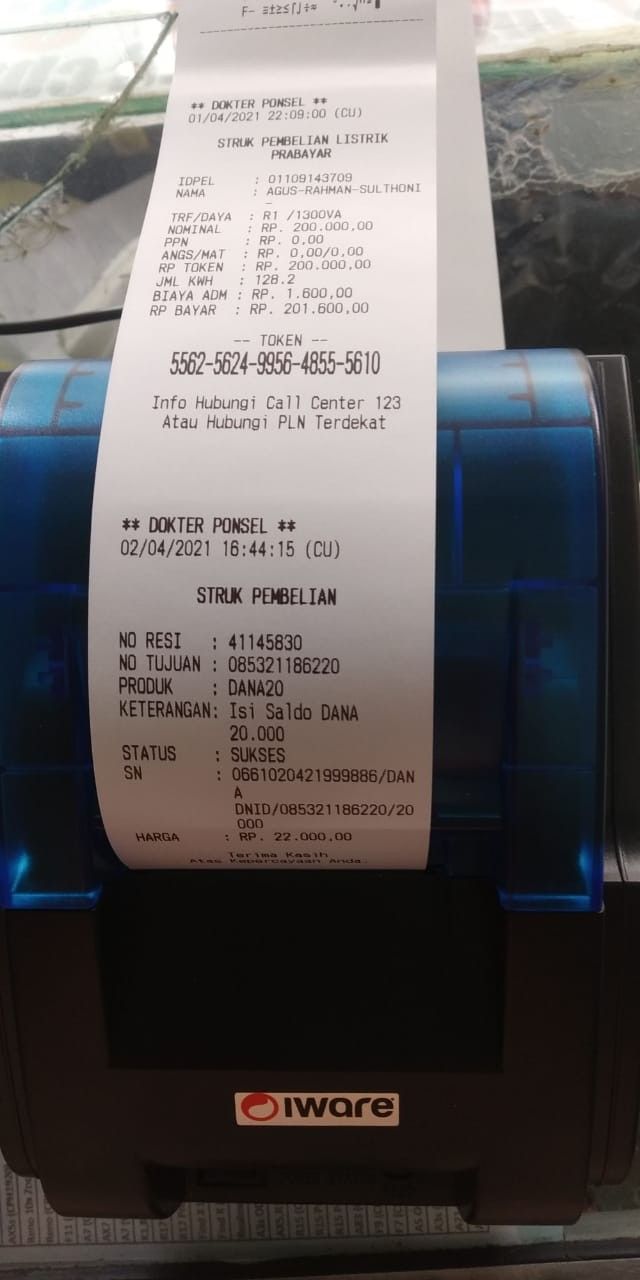 ** DOKTER PONSEL **
01/04/2021 22:09:00 (CU)
STRUK PEMBELIAN LISTRIK
PRABAYAR
IDPEL : 01109143709
NAMA : AGUS-RAHMAN-SULTHONI
-
TRF/DAYA : R1 /1300VA
NOMINAL : RP. 200.000,00
PPN : RP. 0,00
ANGS/MAT : RP. 0,00/0,00
RP TOKEN : RP. 200.000,00
JML KWH : 128.2
BIAYA ADM : RP. 1.600,00
RP BAYAR : RP. 201.600,00
-- TOKEN --
5562-5624-9956-4855-5610
Info Hubungi Call Center 123
Atau Hubungi PLN Terdekat
** DOKTER PONSEL **
02/04/2021 16:44:15 (CU)
STRUK PEMBELIAN
NO RESI : 41145830
NO TUJUAN : 085321186220
PRODUK : DANA20
KETERANGAN: Isi Saldo DANA
20.000
STATUS : SUKSES
SN : 0661020421999886/DAN
A
DNID/085321186220/20
000
HARGA : RP. 22.000,00
Terima Kasih
Atas Kepercayaan Anda.
iware